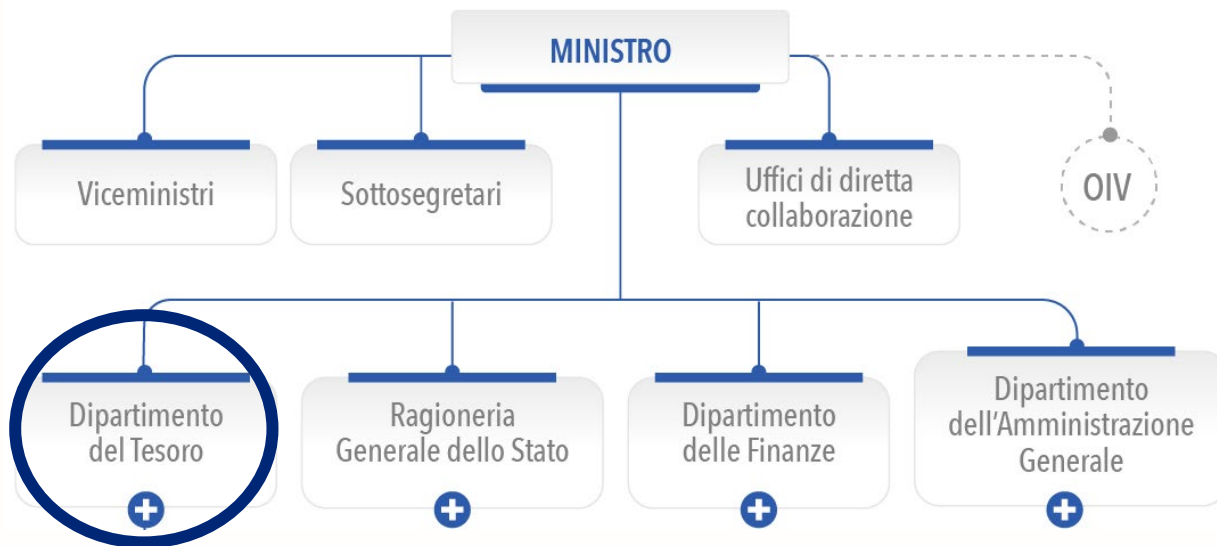 MINISTRO
Viceministri
Sottosegretari
Uffici di diretta
collaborazione
OIV
Dipartimento
del Tesoro
Ragioneria
Generale dello Stato
Dipartimento
delle Finanze
Dipartimento
dell'Amministrazione
Generale